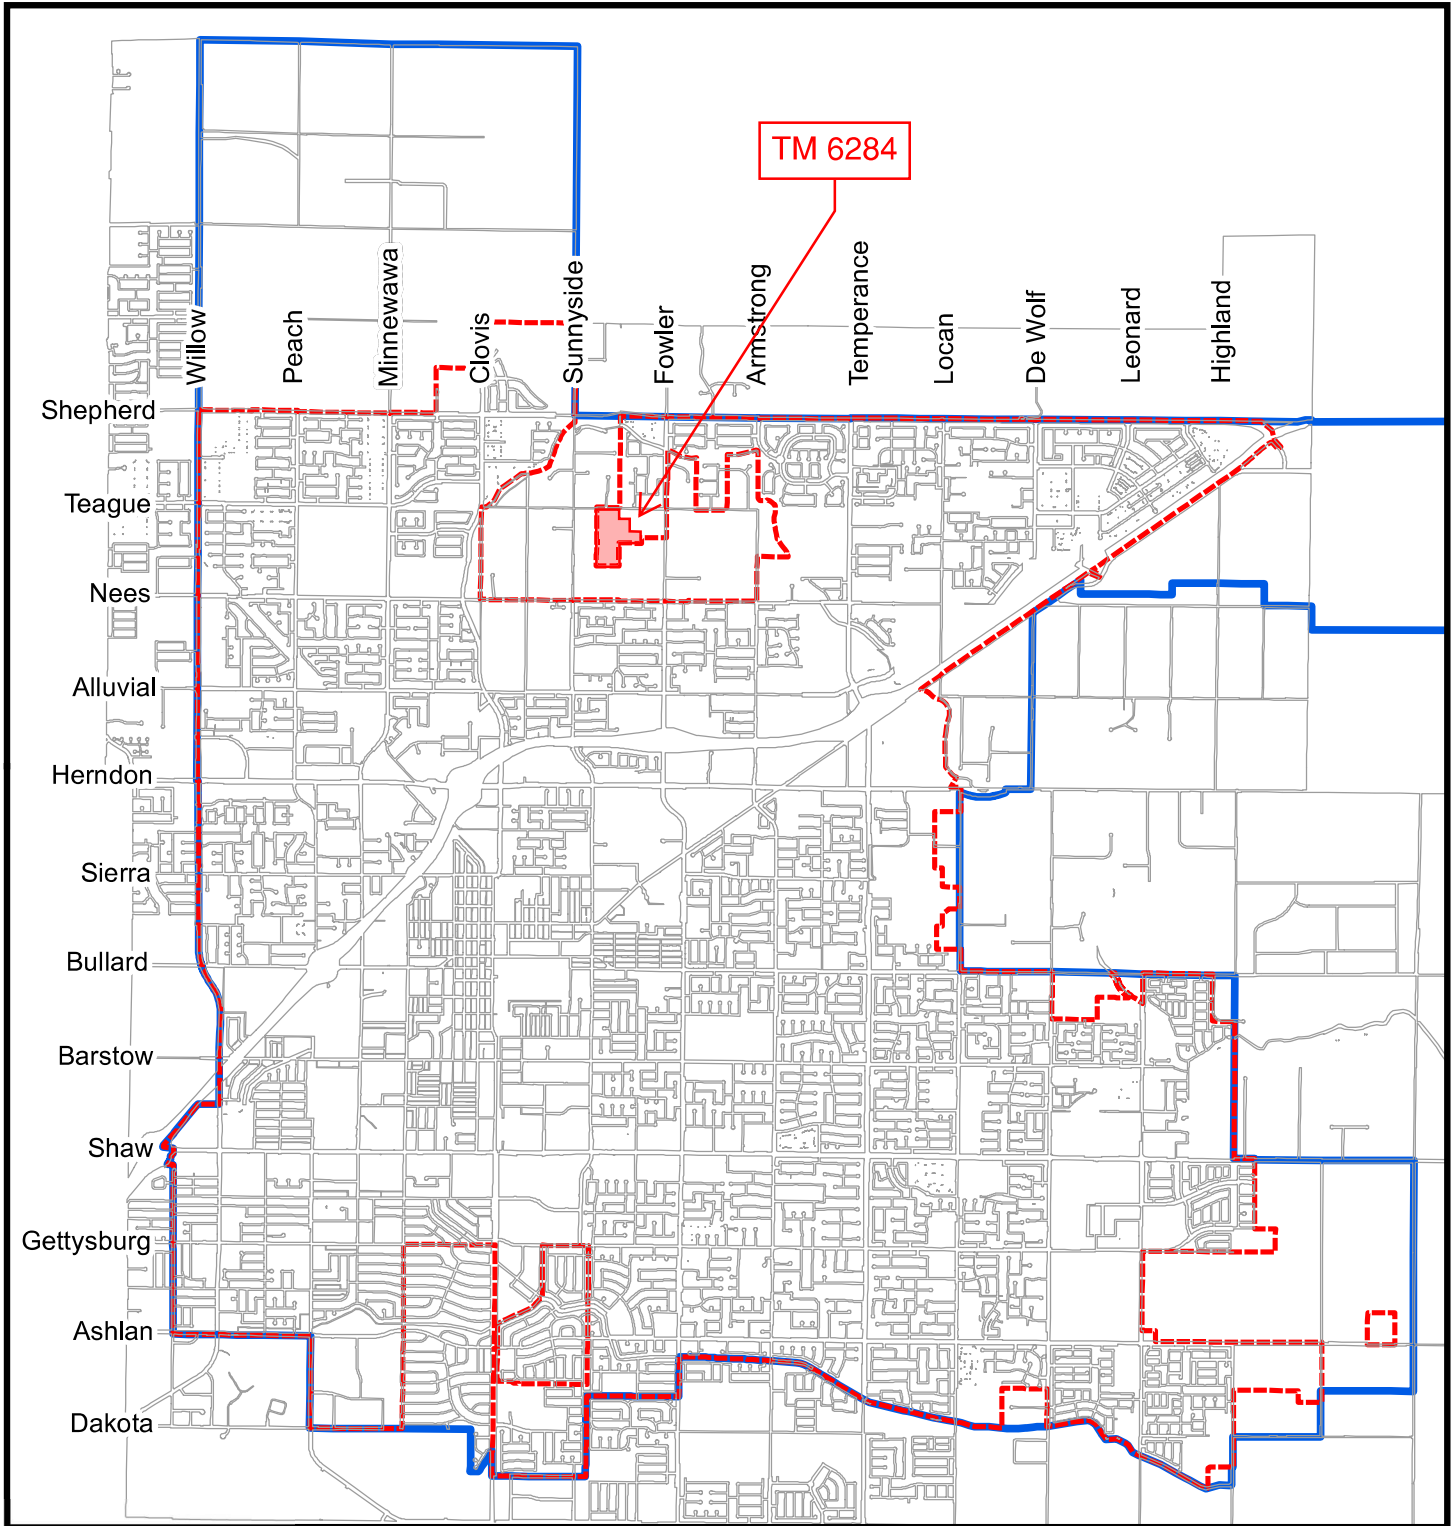 TM 6284
Willow
Peach
Minnewawa
Clovis
Sunnyside
Fowler
Armstrong
Temperance
Locan
De Wolf
Leonard
Highland
Shepherd
Teague
Nees
Alluvial
Herndon
Sierra
Bullard
Barstow
Shaw
Gettysburg
Ashlan
Dakota